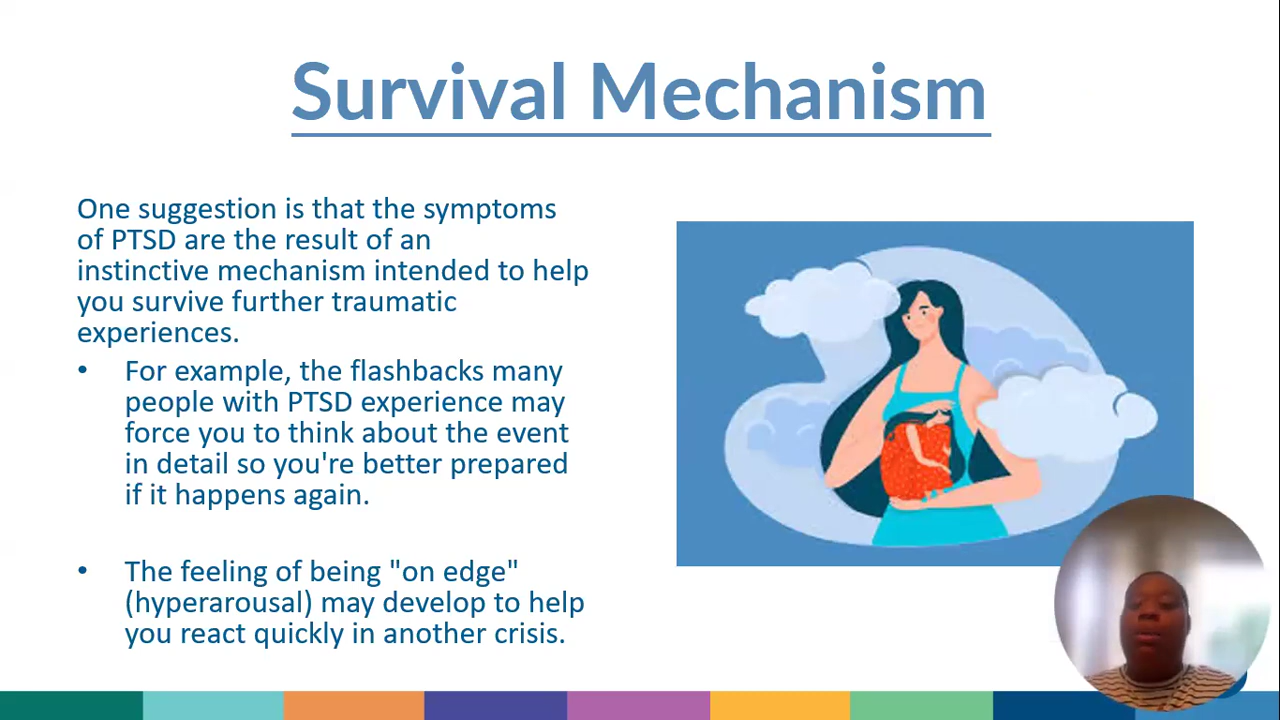 Survival Mechanism
One suggestion is that the symptoms
of PTSD are the result of an
instinctive mechanism intended to help
you survive further traumatic
experiences.
• For example, the flashbacks many
people with PTSD experience may
force you to think about the event
in detail so you're better prepared
if it happens again.
• The feeling of being "on edge"
(hyperarousal) may develop to help
you react quickly in another crisis.